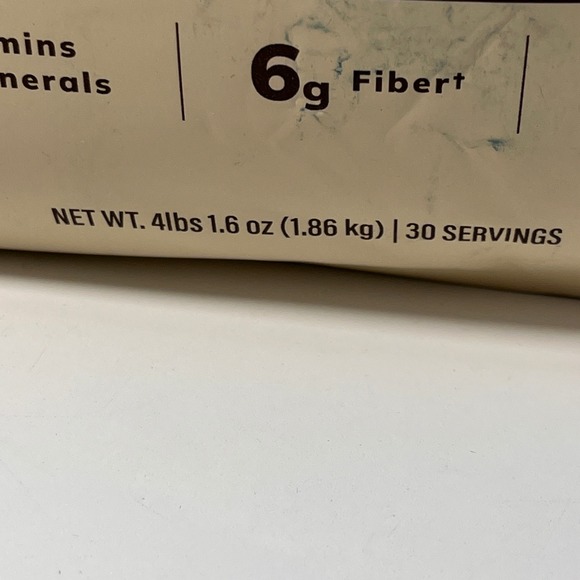 mins
nerals
6g Fiber†
NET WT. 4lbs 1.6 oz (1.86 kg) | 30 SERVINGS